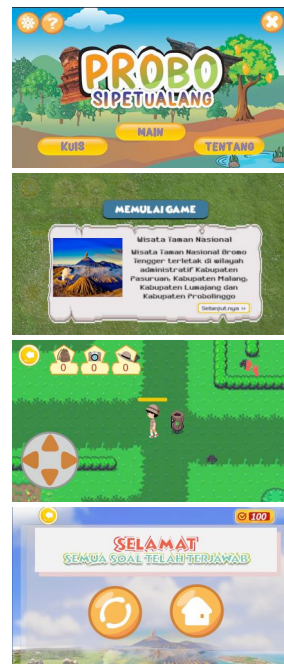 ?
PROBO
SIPETUALANG
MAIN
KUIS
TENTANG
MEMULAI GAME
Wisata Taman Nasional
Wisata Taman Nasional Bromo
Tengger terletak di wilayah
administratif Kabupaten
Pasuruan, Kabupaten Malang,
Kabupaten Lumajang dan
Kabupaten Probolinggo
Selanjutnya »
0 0 0
100
SELAMAT
SEMUA SOAL TELAH TERJAWAB